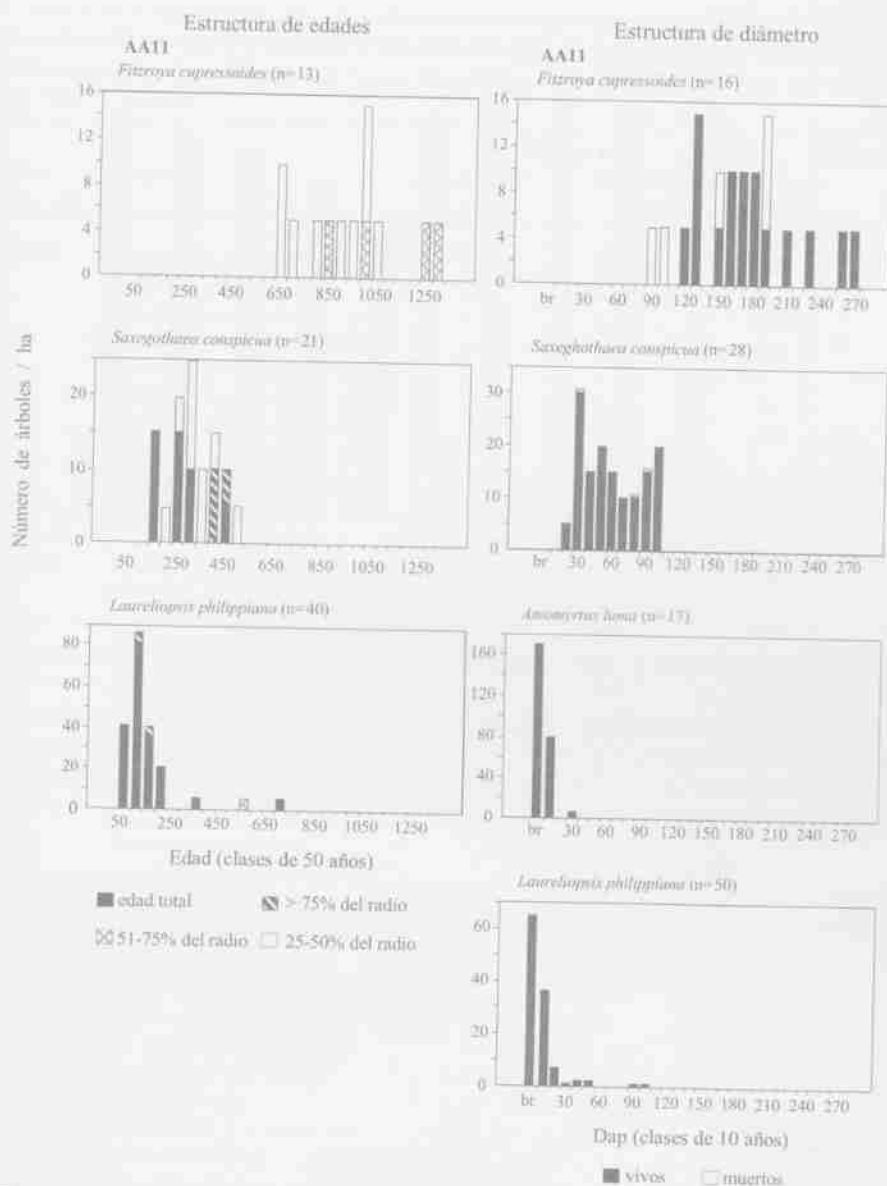 Estructura de edades
AA11
Fitzroya cupressoides (n=13)
16
12
8
4
0
50 250 450 650 850 1050 1250
Saxegothaea conspicua (n=21)
20
10
0
50 250 450 650 850 1050 1250
Laureliopsis philippiana (n=40)
80
60
40
20
0
50 250 450 650 850 1050 1250
Edad (clases de 50 años)
Número de árboles / ha
edad total
> 75% del radio
51-75% del radio
25-50% del radio
Estructura de diámetro
AA11
Fitzroya cupressoides (n=16)
16
12
8
4
0
br 30 60 90 120 150 180 210 240 270
Saxeghothaea conspicua (n=28)
30
20
10
0
br 30 60 90 120 150 180 210 240 270
Amomyrtus luma (n=17)
160
120
80
40
0
br 30 60 90 120 150 180 210 240 270
Laureliopsis philippiana (n=50)
60
40
20
0
br 30 60 90 120 150 180 210 240 270
Dap (clases de 10 años)
vivos
muertos